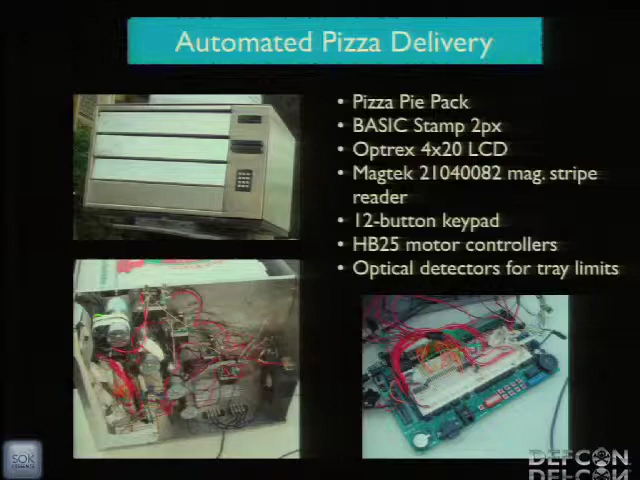 Automated Pizza Delivery
• Pizza Pie Pack
• BASIC Stamp 2px
• Optrex 4x20 LCD
• Magtek 21040082 mag. stripe
reader
• 12-button keypad
• HB25 motor controllers
• Optical detectors for tray limits
SOK
DEFCON